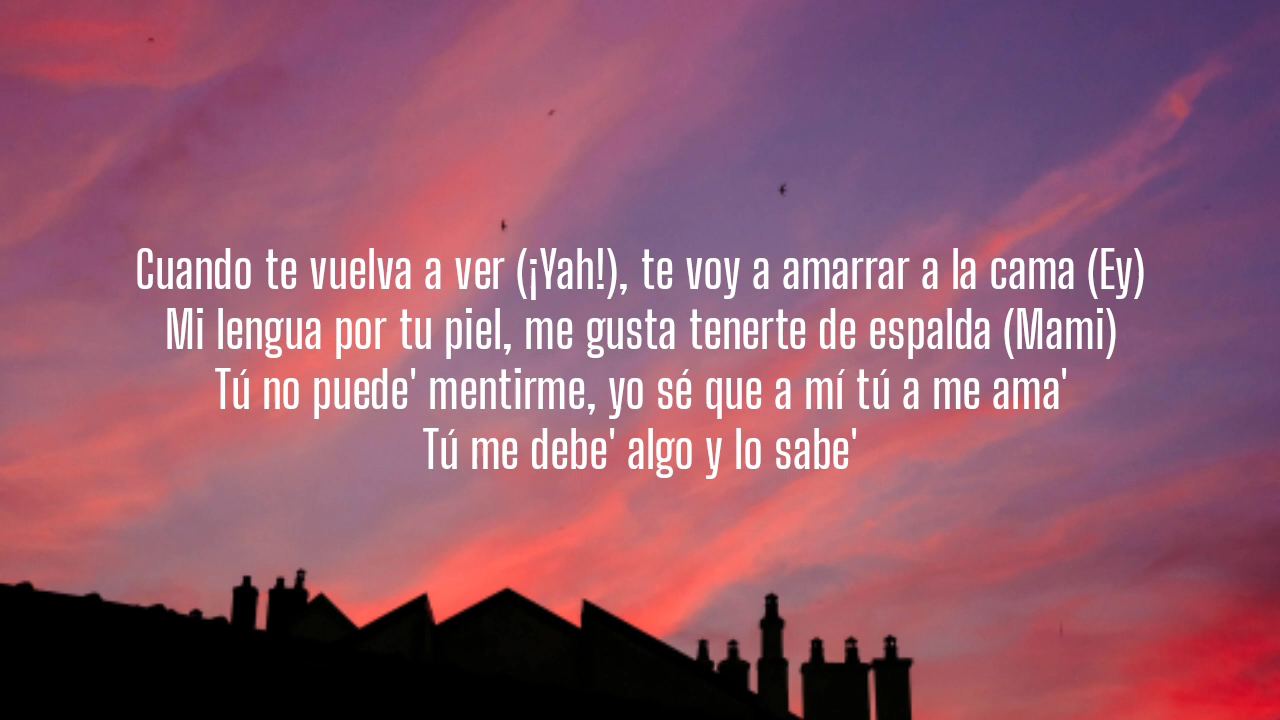 Cuando te vuelva a ver (¡Yah!), te voy a amarrar a la cama (Ey)
Mi lengua por tu piel, me gusta tenerte de espalda (Mami)
Tú no puede' mentirme, yo sé que a mí tú a me ama'
Tú me debe' algo y lo sabe'